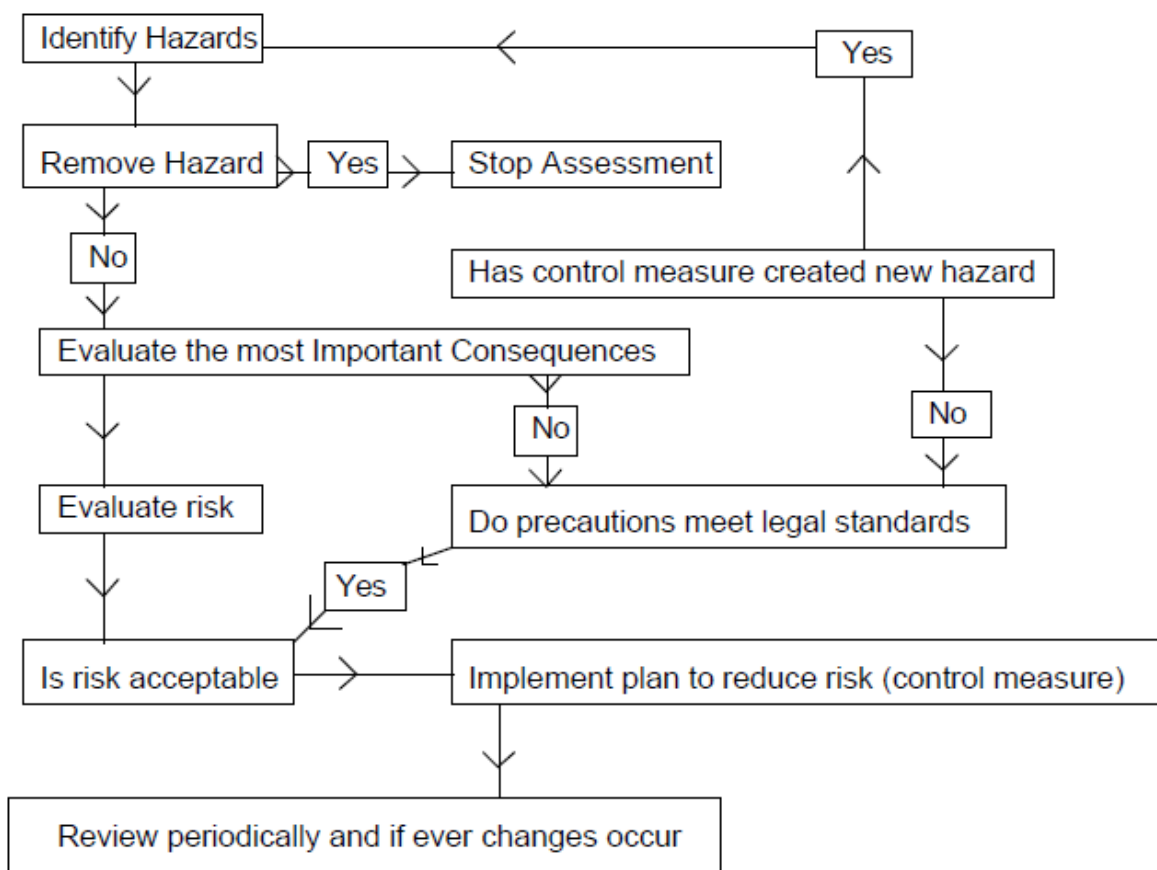 Identify Hazards
Yes
Remove Hazard
Yes
Stop Assessment
No
Has control measure created new hazard
Evaluate the most Important Consequences
No
No
Evaluate risk
Do precautions meet legal standards
Yes
Is risk acceptable
Implement plan to reduce risk (control measure)
Review periodically and if ever changes occur